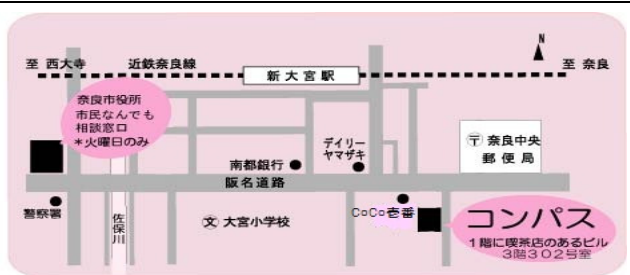 N
至 西大寺
近鉄奈良線
新大宮駅
至 奈良
奈良市役所
市民なんでも
相談窓口
*火曜日のみ
デイリー
ヤマザキ
南都銀行
〒 奈良中央
郵便局
阪名道路
警察署
佐保川
文 大宮小学校
CoCo壱番
コンパス
1階に喫茶店のあるビル
3階302号室